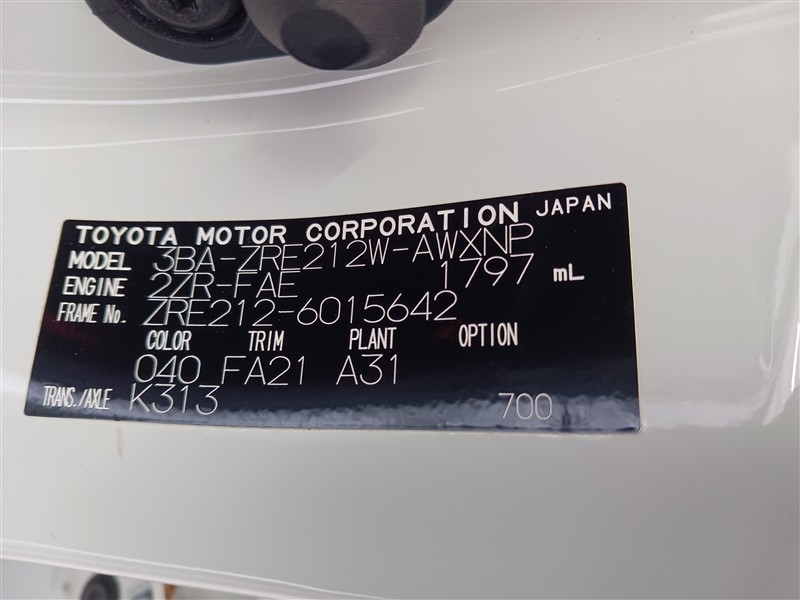 TOYOTA MOTOR CORPORATION JAPAN
MODEL 3BA-ZRE212W-AWXNP
ENGINE 2ZR-FAE 1797 mL
FRAME No. ZRE212-6015642
COLOR TRIM PLANT OPTION
040 FA21 A31
TRANS./AXLE K313 700